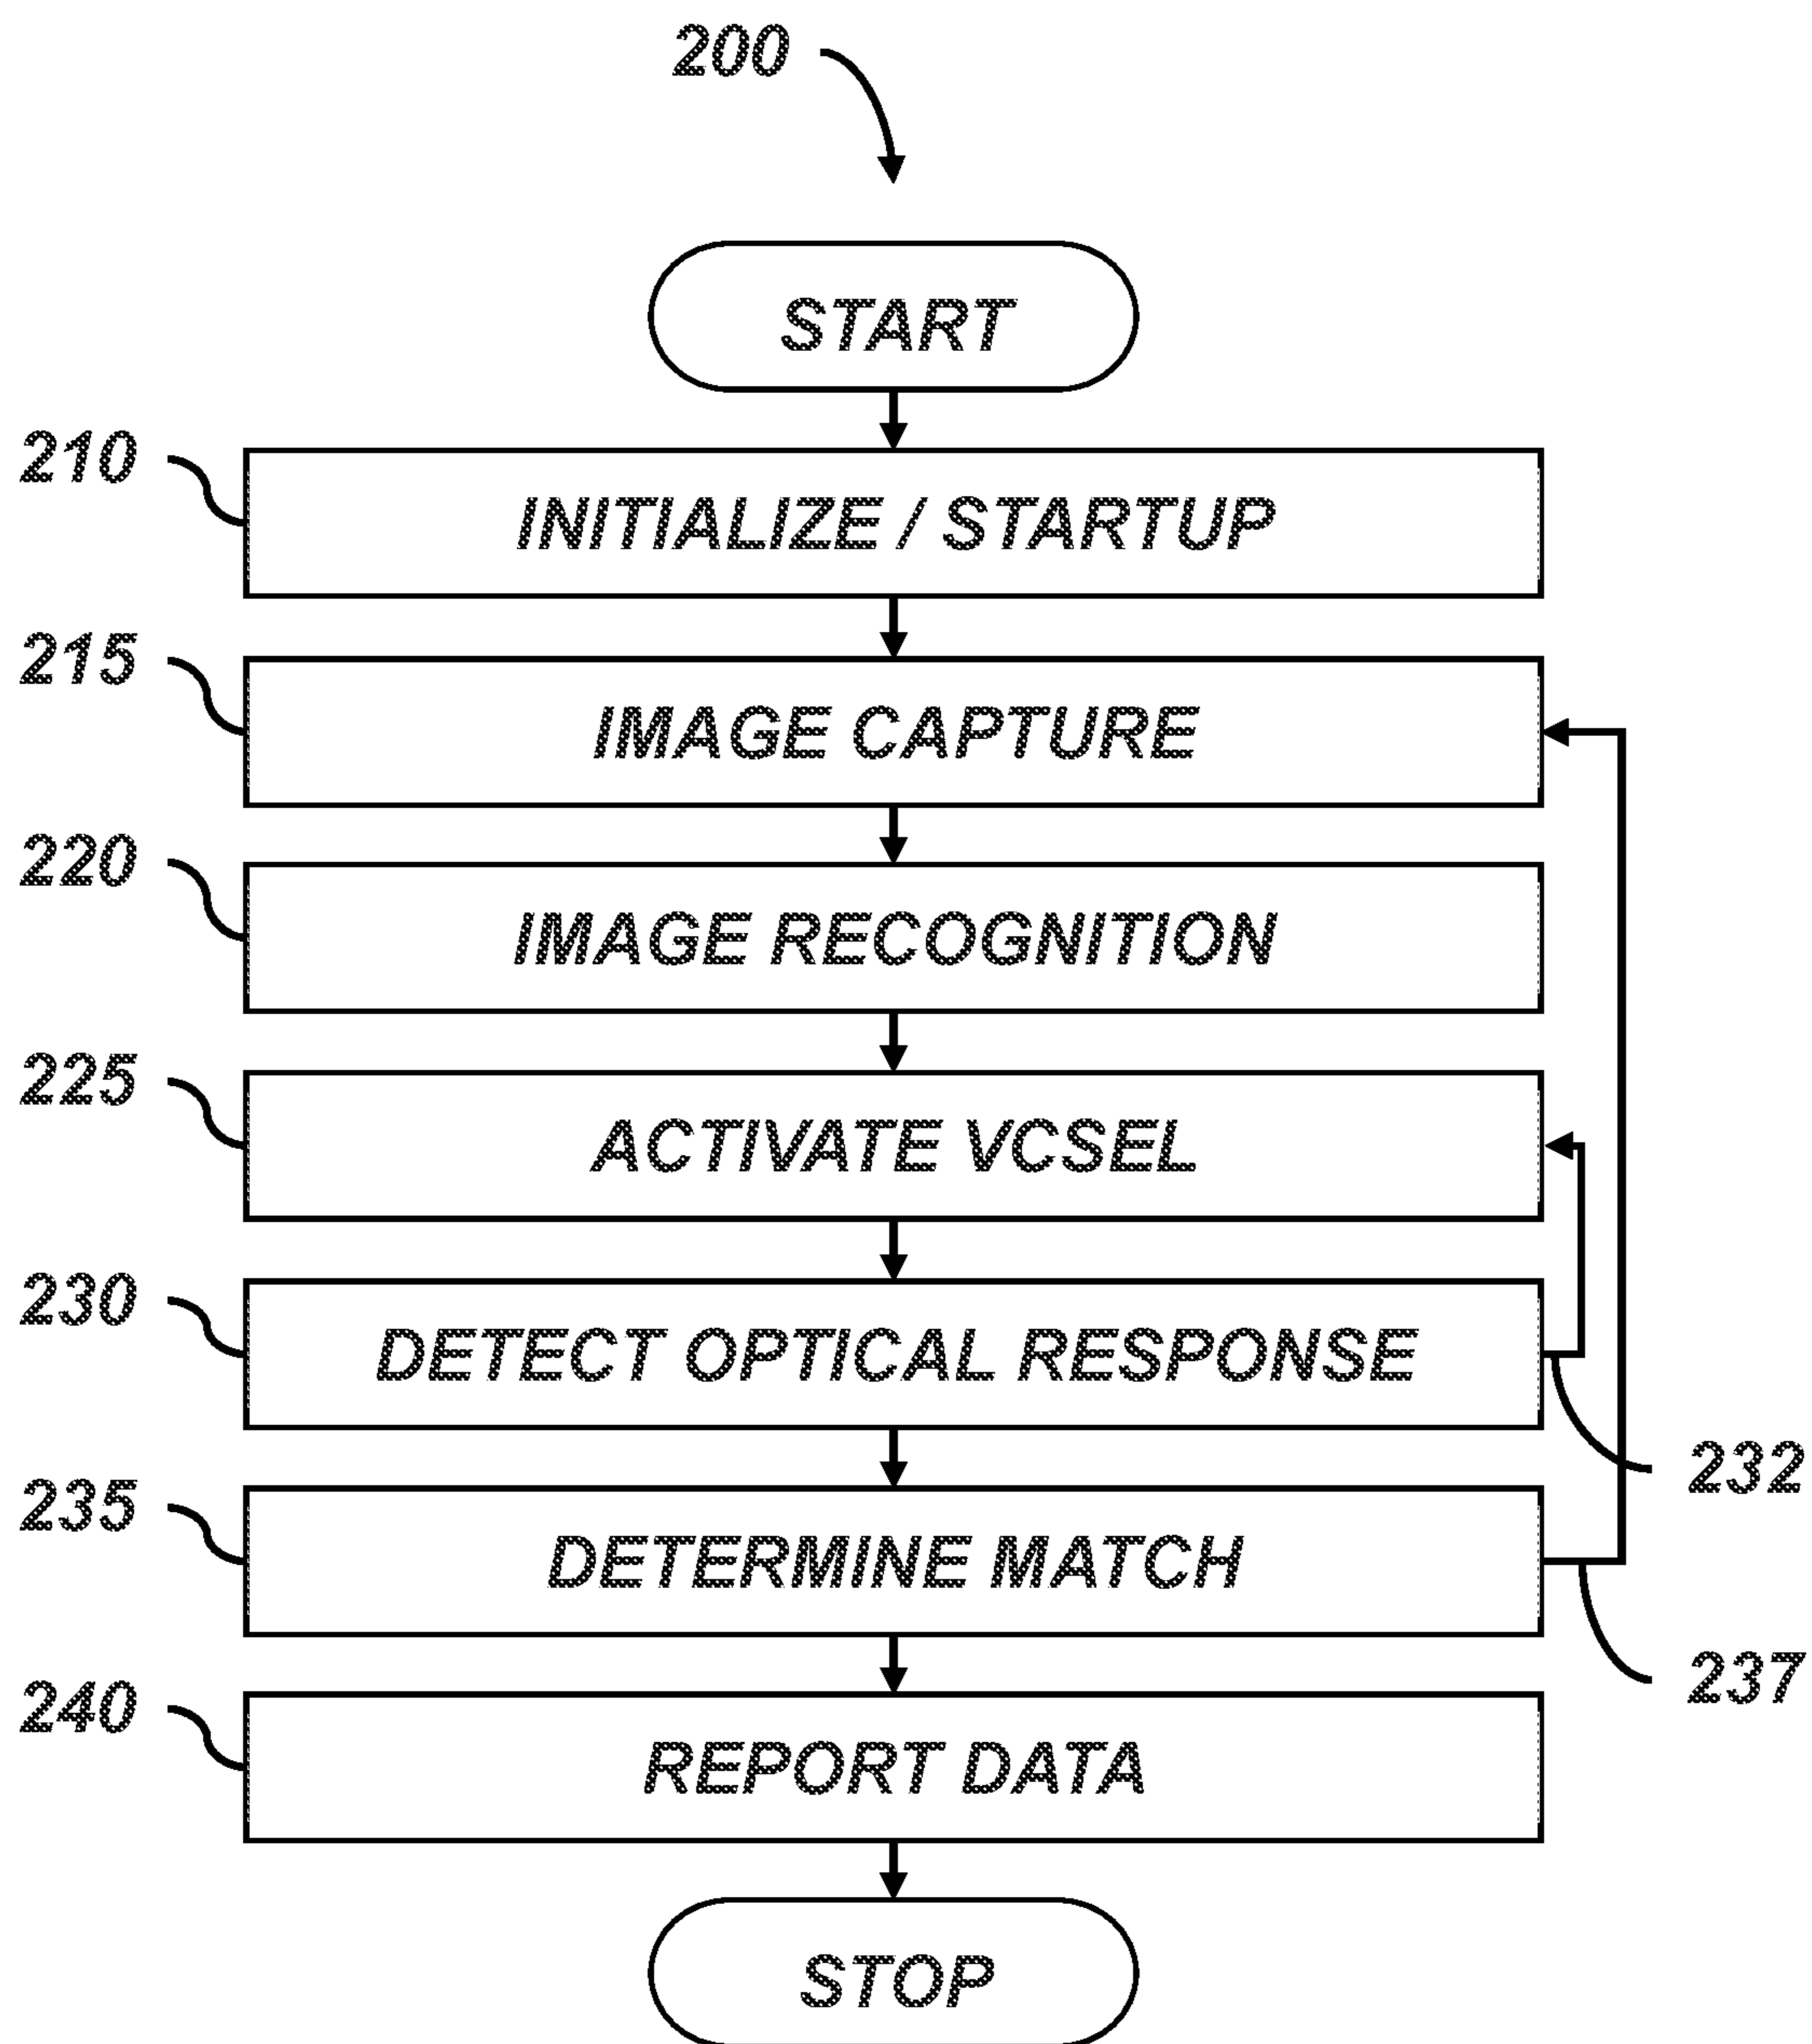 200
START
210
INITIALIZE / STARTUP
215
IMAGE CAPTURE
220
IMAGE RECOGNITION
225
ACTIVATE VCSEL
230
DETECT OPTICAL RESPONSE
232
235
DETERMINE MATCH
237
240
REPORT DATA
STOP